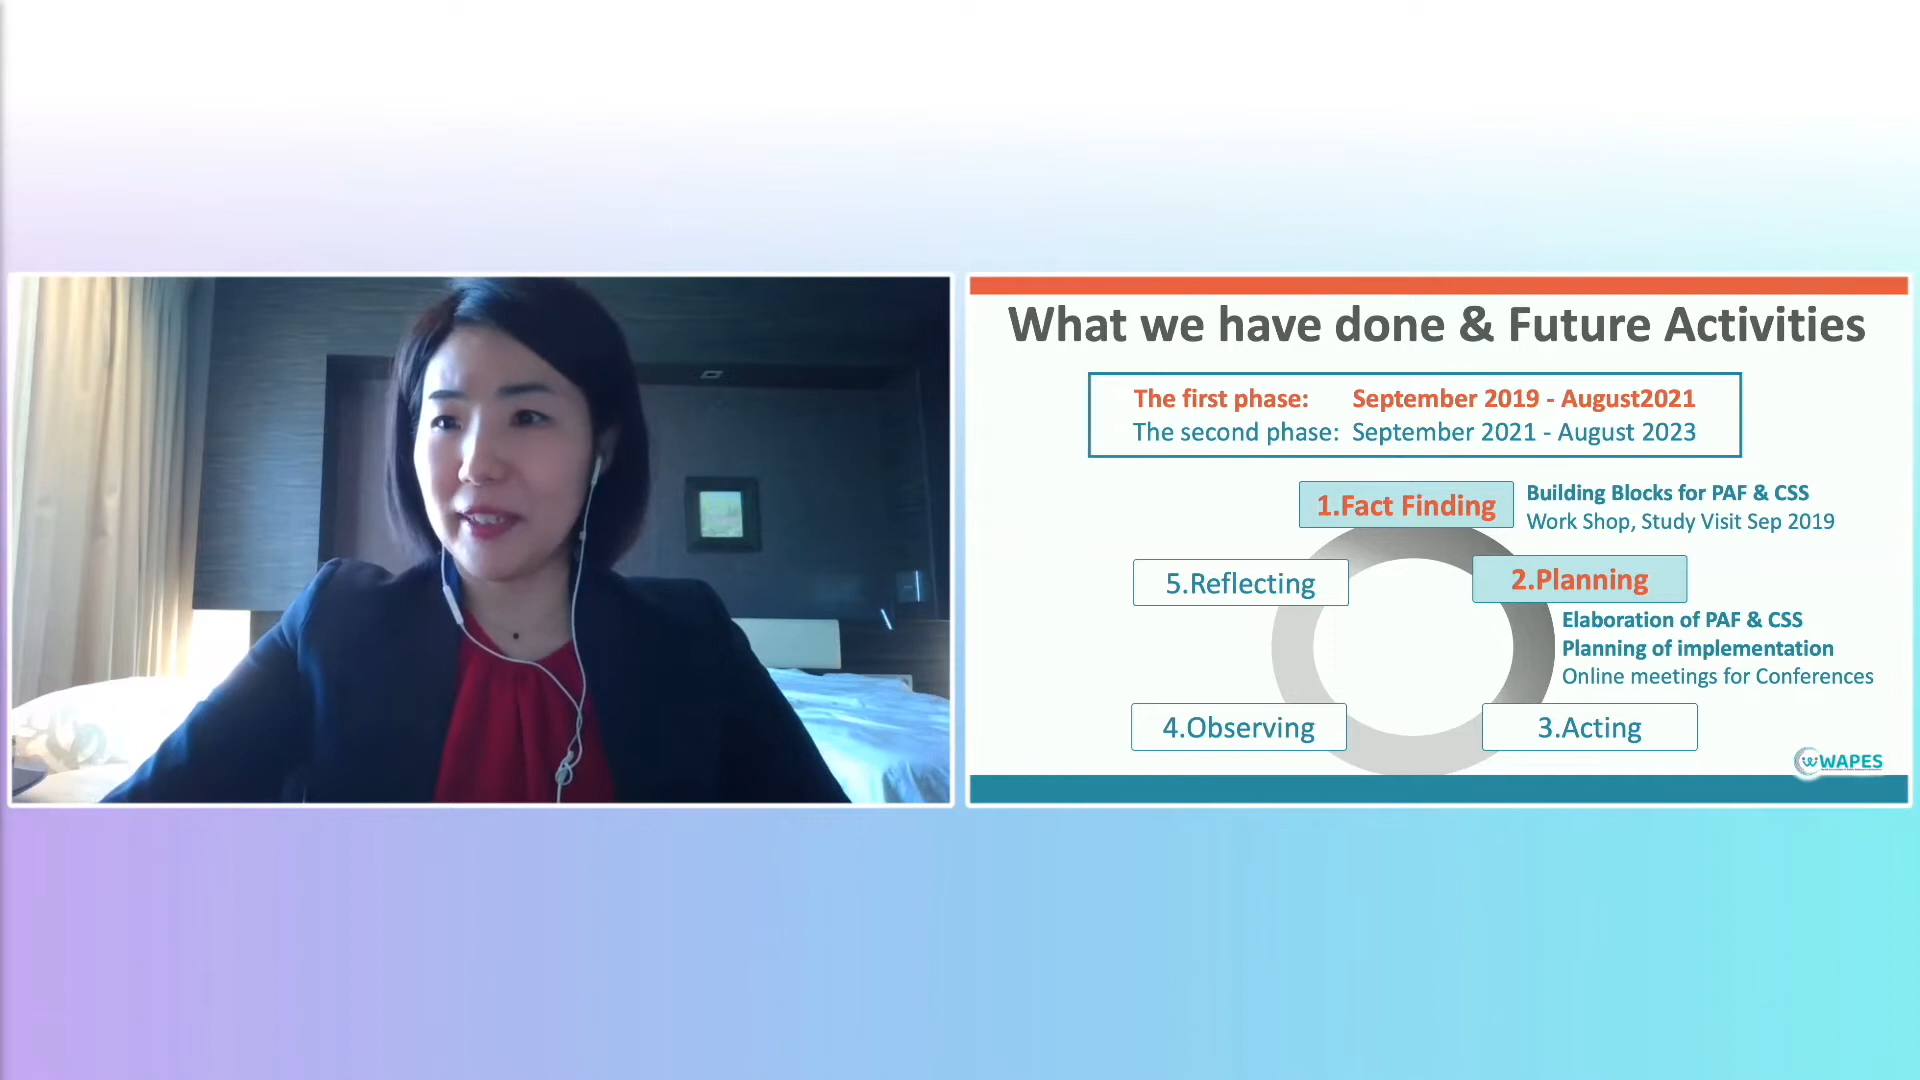 What we have done & Future Activities
The first phase: September 2019 - August2021
The second phase: September 2021 - August 2023
1.Fact Finding
Building Blocks for PAF & CSS
Work Shop, Study Visit Sep 2019
2.Planning
Elaboration of PAF & CSS
Planning of implementation
Online meetings for Conferences
3.Acting
4.Observing
5.Reflecting
WAPES